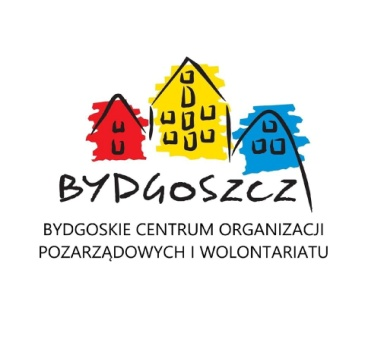 BYDGOSZCZ
BYDGOSKIE CENTRUM ORGANIZACJI
POZARZĄDOWYCH I WOLONTARIATU